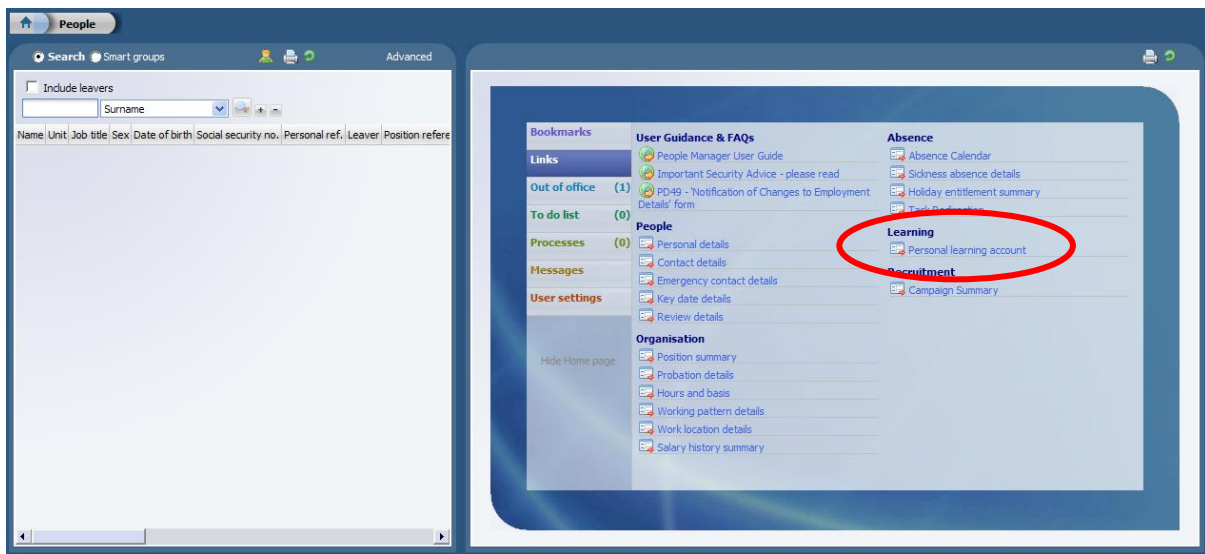 People
Search Smart groups Advanced
Include leavers
Surname
Name Unit Job title Sex Date of birth Social security no. Personal ref. Leaver Position refere
Bookmarks
Links
Out of office (1)
To do list (0)
Processes (0)
Messages
User settings
Hide Home page
User Guidance & FAQs
People Manager User Guide
Important Security Advice - please read
PD49 - 'Notification of Changes to Employment
Details' form
People
Personal details
Contact details
Emergency contact details
Key date details
Review details
Organisation
Position summary
Probation details
Hours and basis
Working pattern details
Work location details
Salary history summary
Absence
Absence Calendar
Sickness absence details
Holiday entitlement summary
Task Redirection
Learning
Personal learning account
Recruitment
Campaign Summary